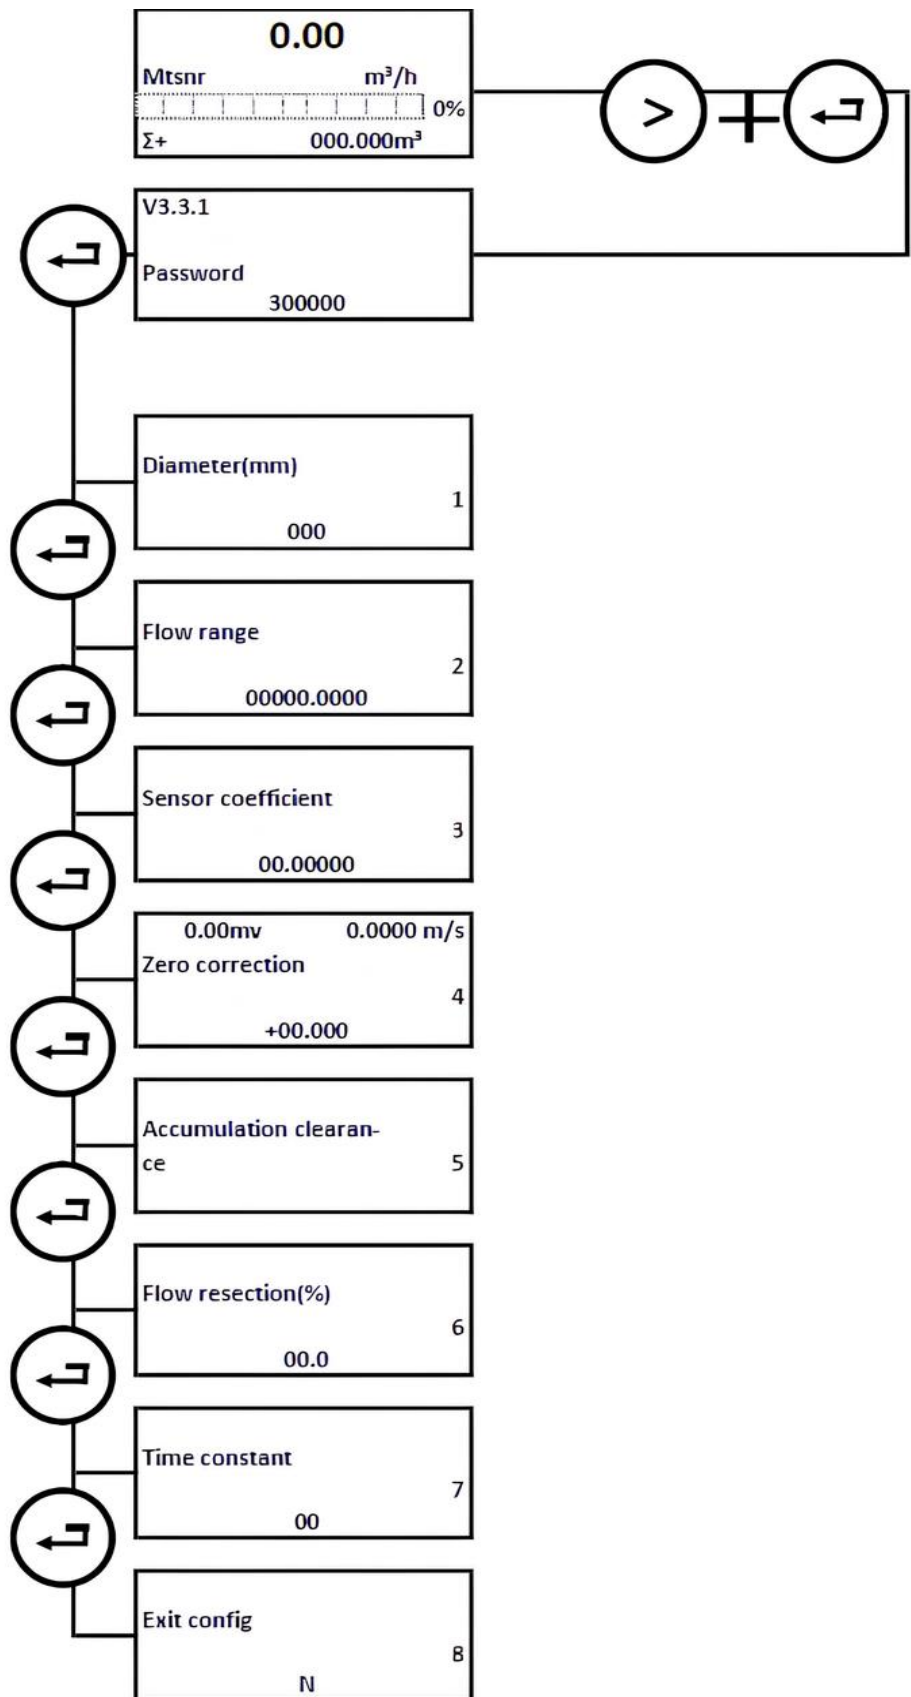 0.00
Mtsnr m³/h
0%
Σ+ 000.000m³
>
+
V3.3.1
Password
300000
Diameter(mm)
1
000
Flow range
2
00000.0000
Sensor coefficient
3
00.00000
0.00mv 0.0000 m/s
Zero correction
4
+00.000
Accumulation clearan-
ce 5
Flow resection(%)
6
00.0
Time constant
7
00
Exit config
8
N